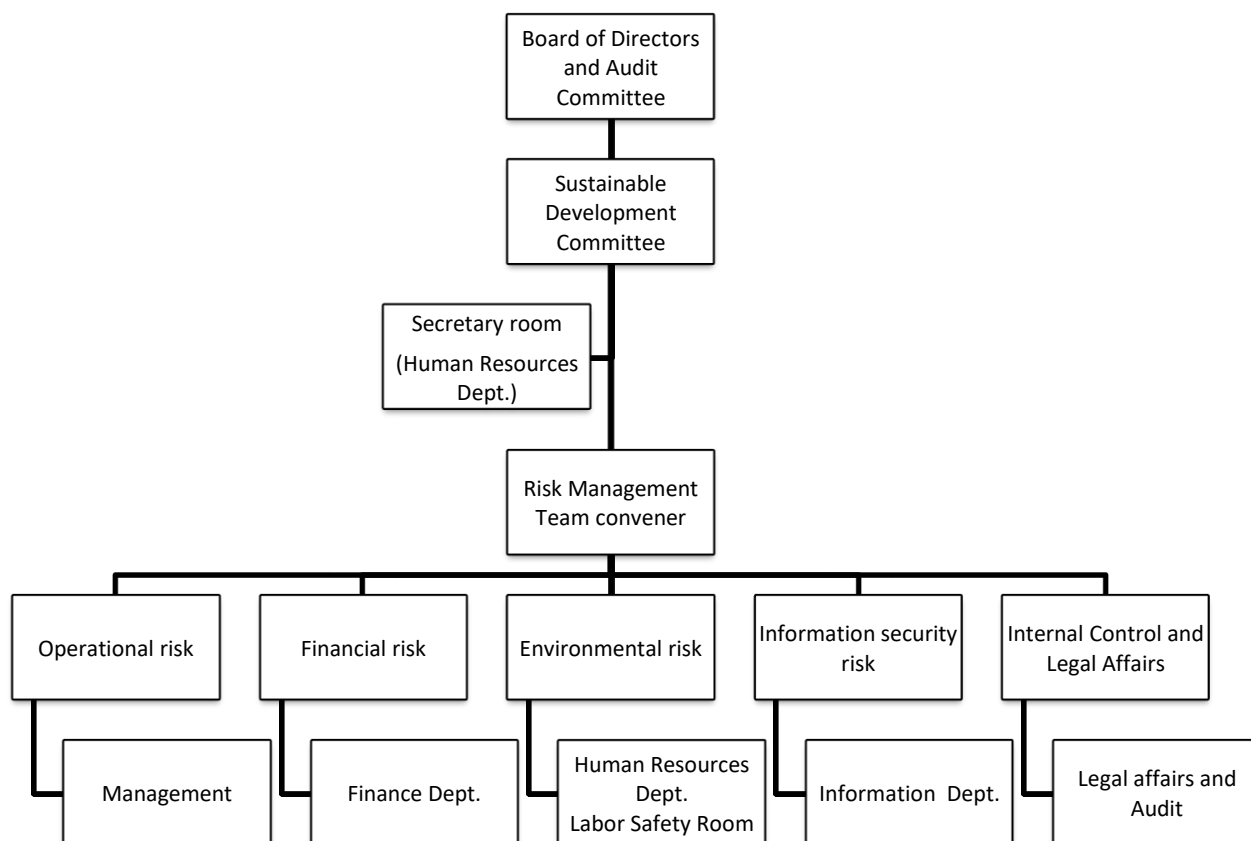 Board of Directors
and Audit
Committee
Sustainable
Development
Committee
Secretary room
(Human Resources
Dept.)
Risk Management
Team convener
Operational risk
Financial risk
Environmental risk
Information security
risk
Internal Control and
Legal Affairs
Management
Finance Dept.
Human Resources
Dept.
Labor Safety Room
Information Dept.
Legal affairs and
Audit